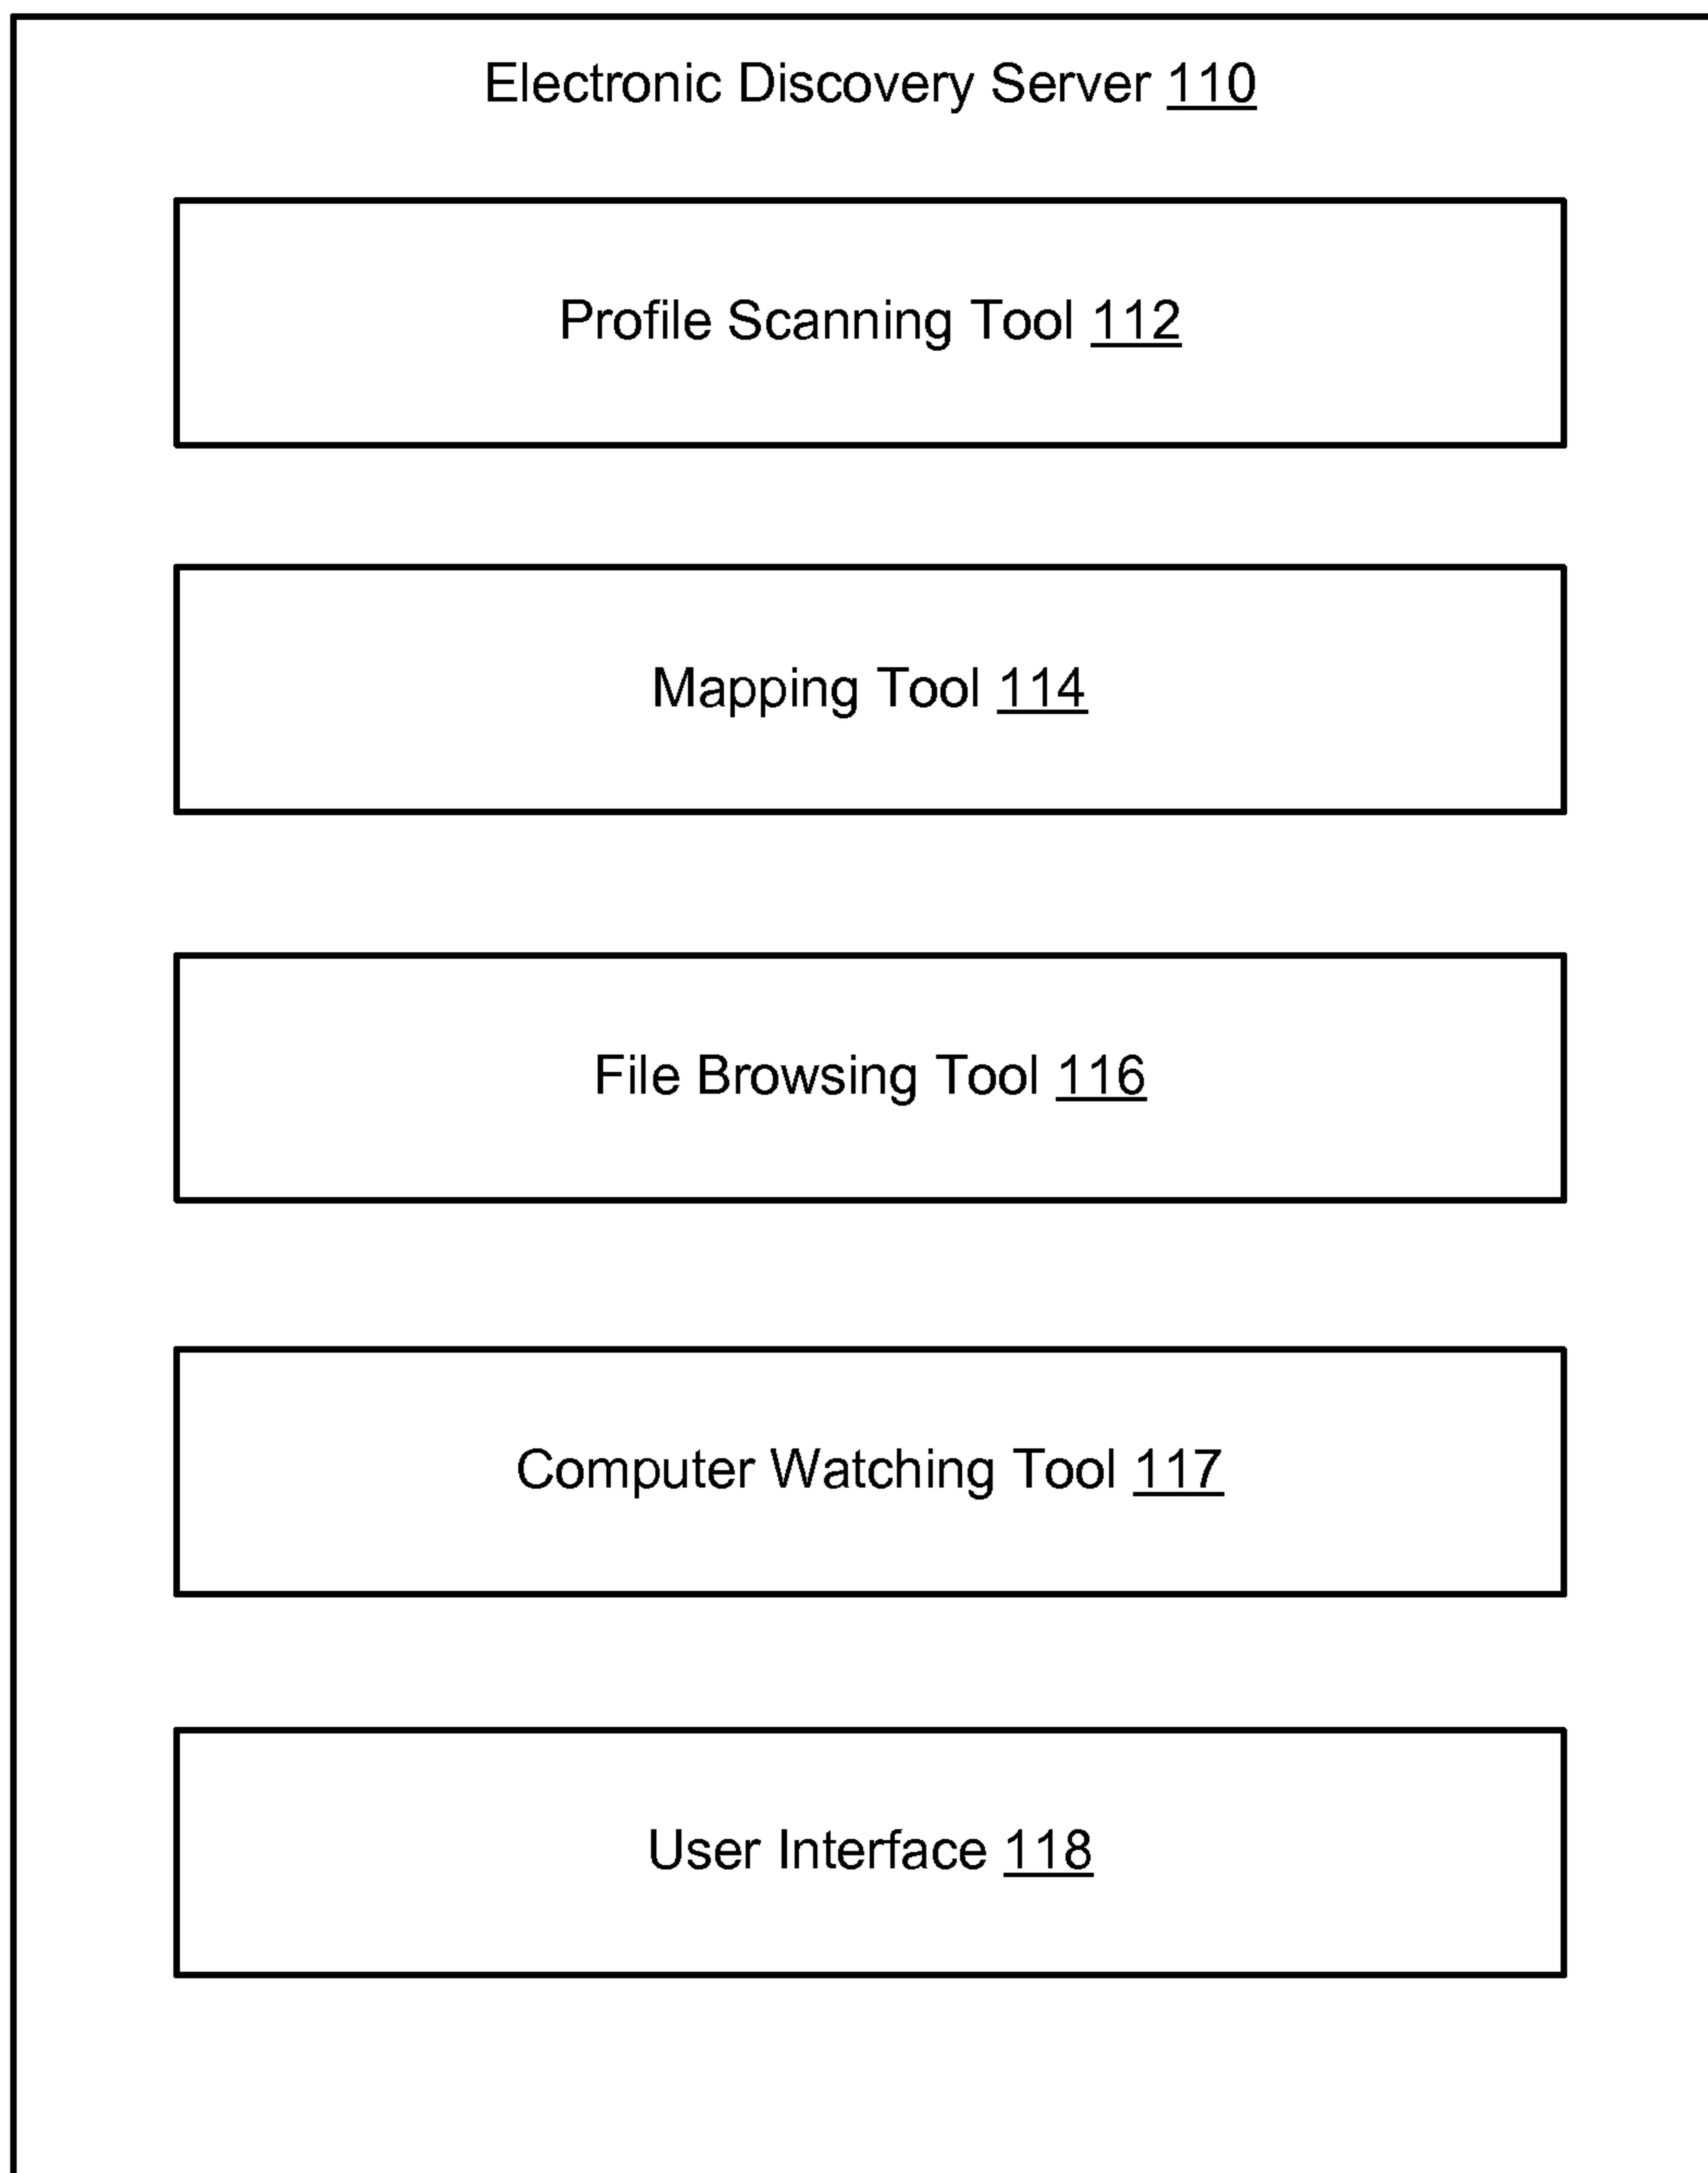 Electronic Discovery Server 110
Profile Scanning Tool 112
Mapping Tool 114
File Browsing Tool 116
Computer Watching Tool 117
User Interface 118